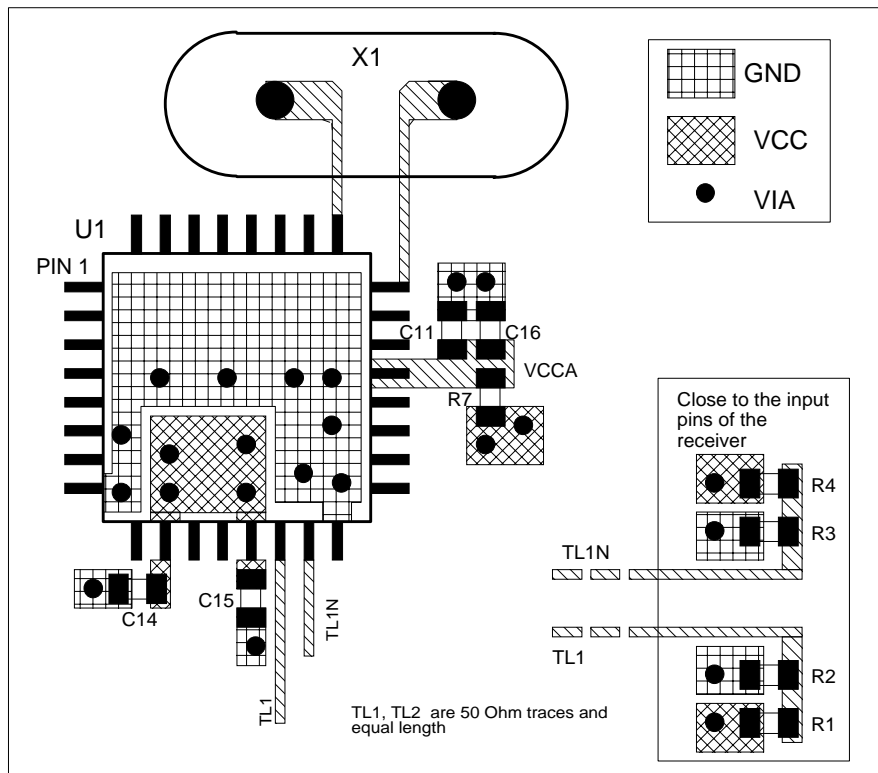 X1
GND
VCC
VIA
U1
PIN 1
C11
C16
VCCA
R7
Close to the input
pins of the
receiver
R4
R3
TL1N
C14
C15
TL1N
TL1
TL1
R2
R1
TL1, TL2 are 50 Ohm traces and
equal length